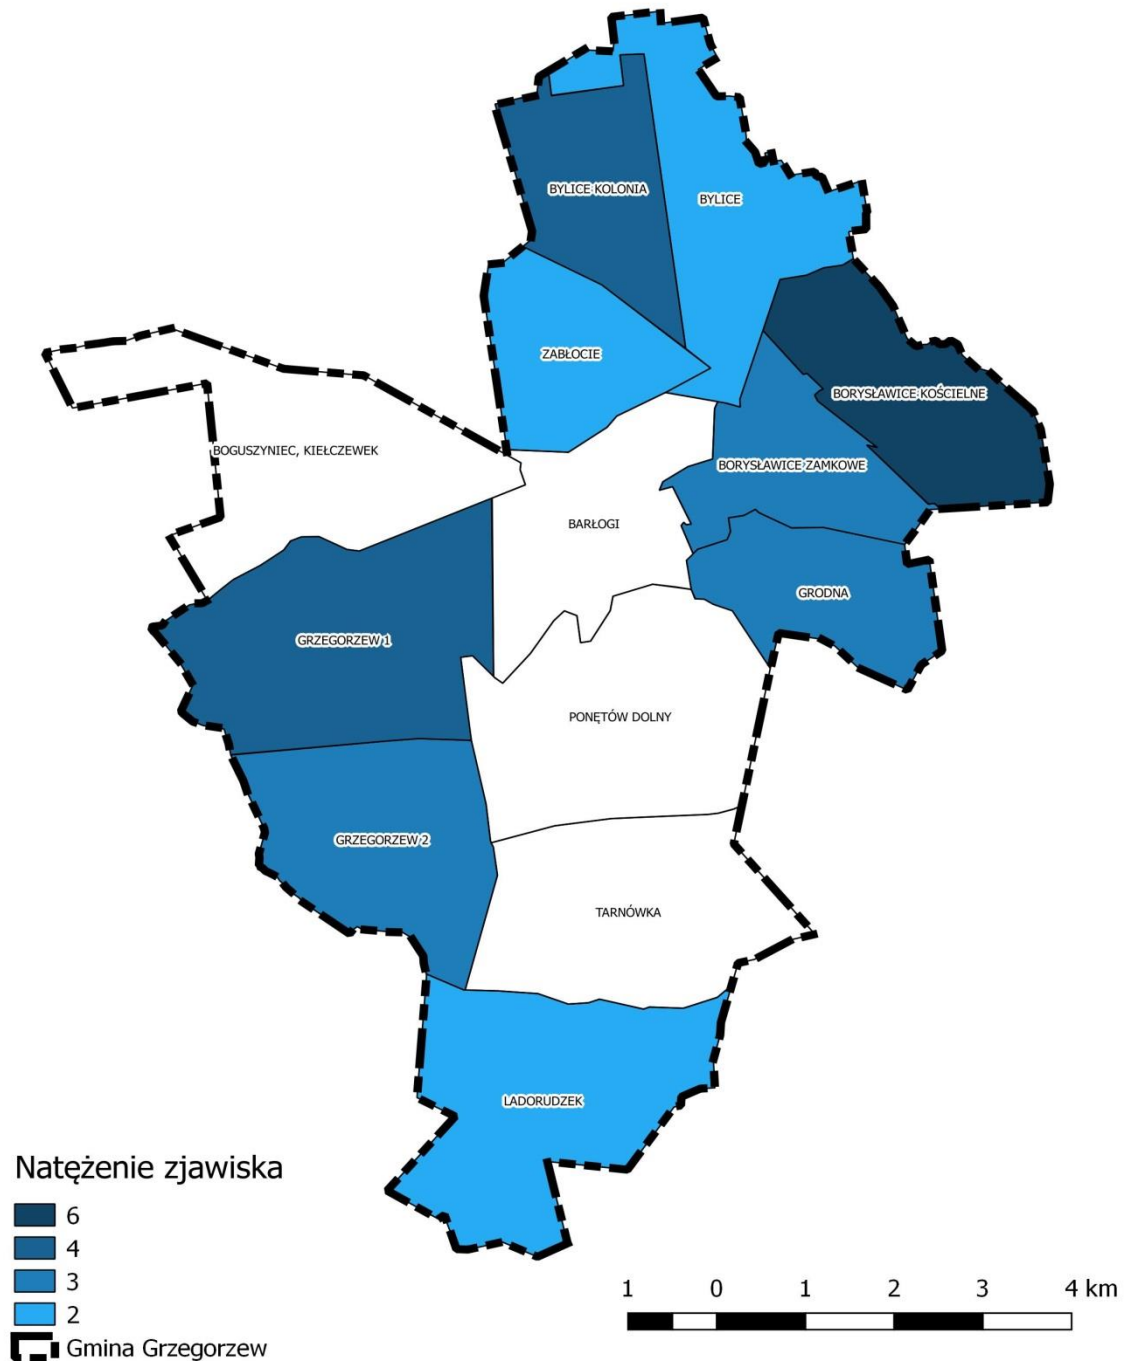 BYLICE KOLONIA
BYLICE
ZABŁOCIE
BORYSŁAWICE KOŚCIELNE
BOGUSZYNIEC, KIEŁCZEWEK
BORYSŁAWICE ZAMKOWE
BARŁOGI
GRODNA
GRZEGORZEW 1
PONĘTÓW DOLNY
GRZEGORZEW 2
TARNÓWKA
LADORUDZEK
Natężenie zjawiska
6
4
3
2
Gmina Grzegorzew
1 0 1 2 3 4 km